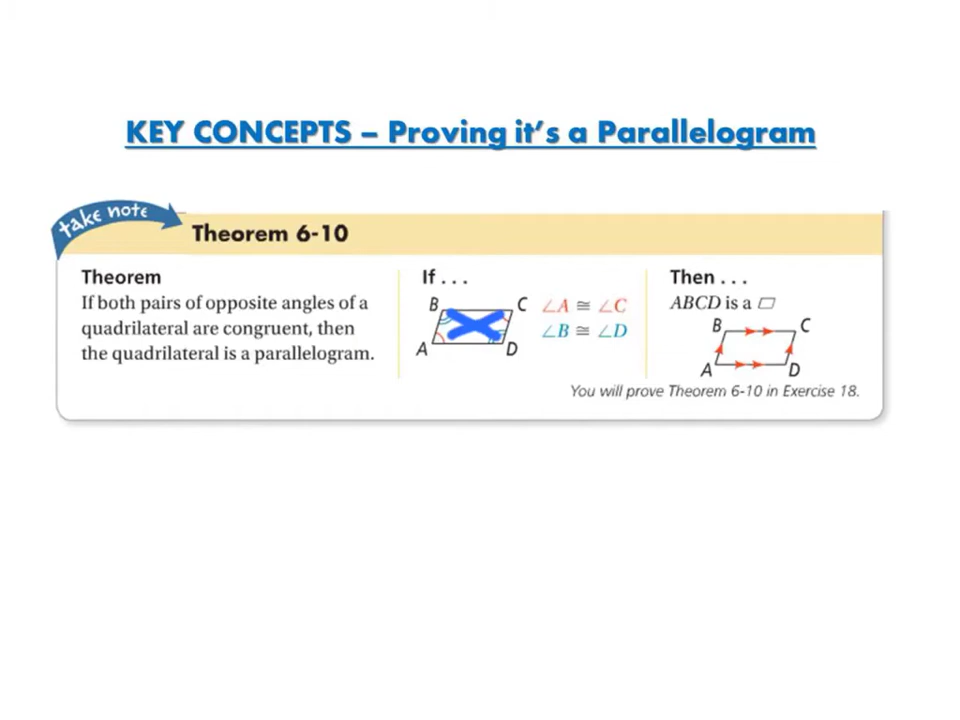 KEY CONCEPTS – Proving it's a Parallelogram
take note
Theorem 6-10
Theorem
If both pairs of opposite angles of a
quadrilateral are congruent, then
the quadrilateral is a parallelogram.
If . . .
B C
A D
∠A ≅ ∠C
∠B ≅ ∠D
Then . . .
ABCD is a ▱
B C
A D
You will prove Theorem 6-10 in Exercise 18.